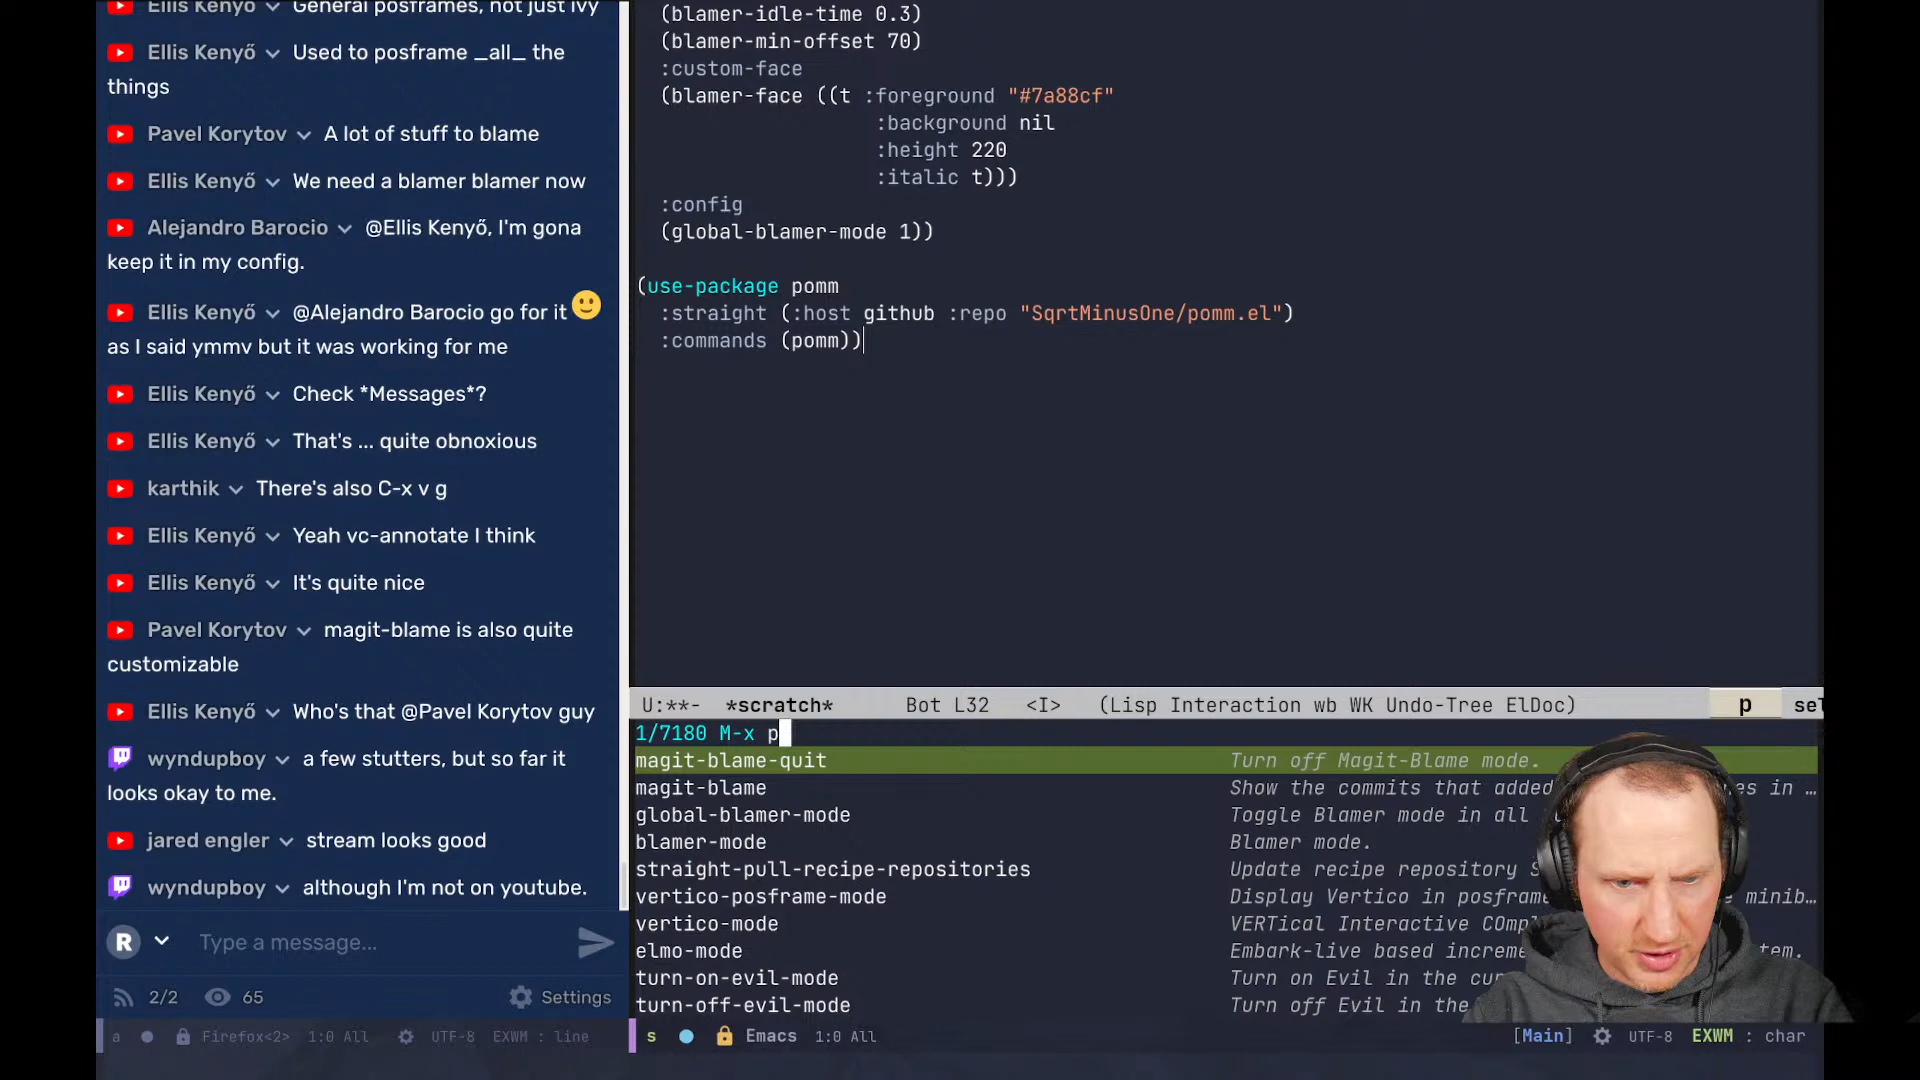 Ellis Kenyő General posframes, not just ivy
Ellis Kenyő Used to posframe _all_ the
things
Pavel Korytov A lot of stuff to blame
Ellis Kenyő We need a blamer blamer now
Alejandro Barocio @Ellis Kenyő, I'm gona
keep it in my config.
Ellis Kenyő @Alejandro Barocio go for it
as I said ymmv but it was working for me
Ellis Kenyő Check *Messages*?
Ellis Kenyő That's ... quite obnoxious
karthik There's also C-x v g
Ellis Kenyő Yeah vc-annotate I think
Ellis Kenyő It's quite nice
Pavel Korytov magit-blame is also quite
customizable
Ellis Kenyő Who's that @Pavel Korytov guy
wyndupboy a few stutters, but so far it
looks okay to me.
jared engler stream looks good
wyndupboy although I'm not on youtube.
R Type a message...
2/2 65 Settings
a Firefox<2> 1:0 All UTF-8 EXWM : line
(blamer-idle-time 0.3)
(blamer-min-offset 70)
:custom-face
(blamer-face ((t :foreground "#7a88cf"
:background nil
:height 220
:italic t)))
:config
(global-blamer-mode 1))
(use-package pomm
:straight (:host github :repo "SqrtMinusOne/pomm.el")
:commands (pomm))
U:**- *scratch* Bot L32 <I> (Lisp Interaction wb WK Undo-Tree ElDoc) p sel
1/7180 M-x p
magit-blame-quit Turn off Magit-Blame mode.
magit-blame Show the commits that added es in …
global-blamer-mode Toggle Blamer mode in all
blamer-mode Blamer mode.
straight-pull-recipe-repositories Update recipe repository
vertico-posframe-mode Display Vertico in posframe minib…
vertico-mode VERTical Interactive COmpl
elmo-mode Embark-live based increme tem.
turn-on-evil-mode Turn on Evil in the cur
turn-off-evil-mode Turn off Evil in the
s Emacs 1:0 All [Main] UTF-8 EXWM : char